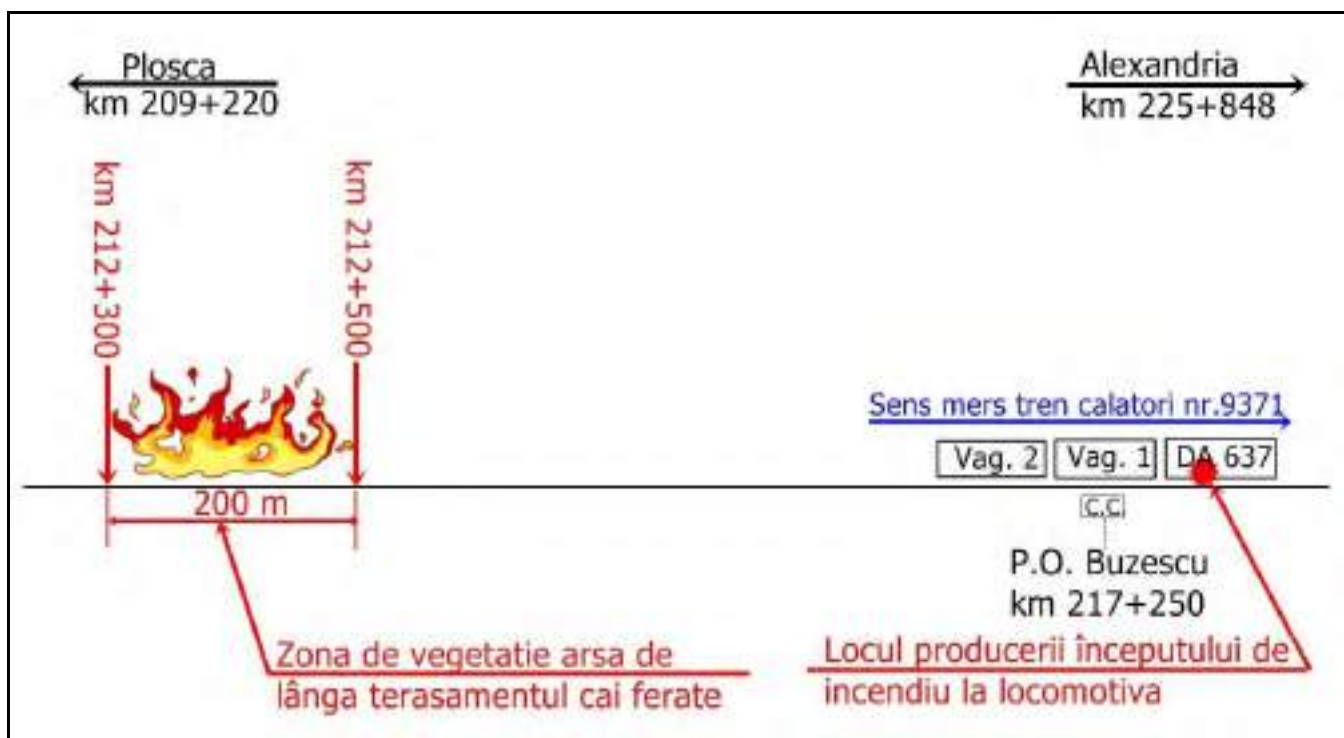 Plosca
km 209+220
Alexandria
km 225+848
km 212+300
km 212+500
Sens mers tren calatori nr.9371
Vag. 2
Vag. 1
DA 637
200 m
c.c.
P.O. Buzescu
km 217+250
Zona de vegetatie arsa de
lânga terasamentul cai ferate
Locul producerii începutului de
incendiu la locomotiva